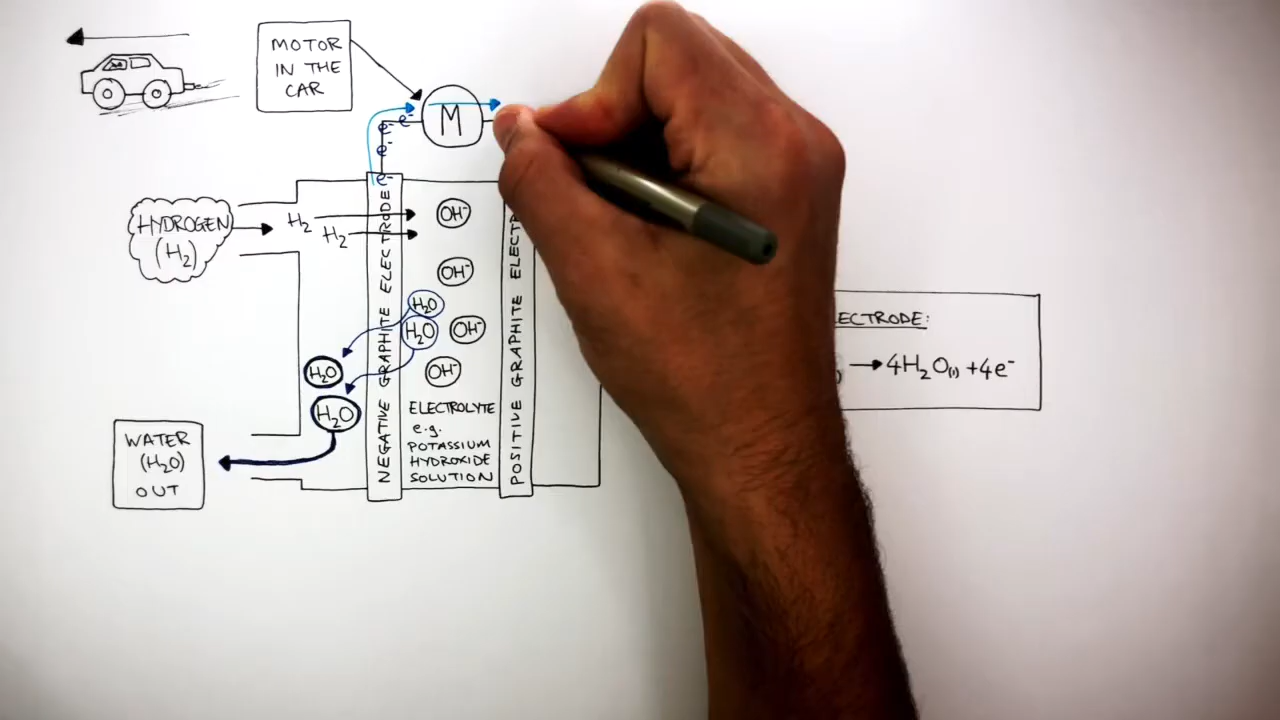 MOTOR
IN THE
CAR
M
e⁻
e⁻
e⁻
e⁻
HYDROGEN
(H₂)
H₂
H₂
OH⁻
OH⁻
H₂O
H₂O
OH⁻
OH⁻
H₂O
H₂O
NEGATIVE GRAPHITE ELECTRODE
ELECTROLYTE
e.g.
POTASSIUM
HYDROXIDE
SOLUTION
POSITIVE GRAPHITE
WATER
(H₂O)
OUT
→4H₂O(l) +4e⁻